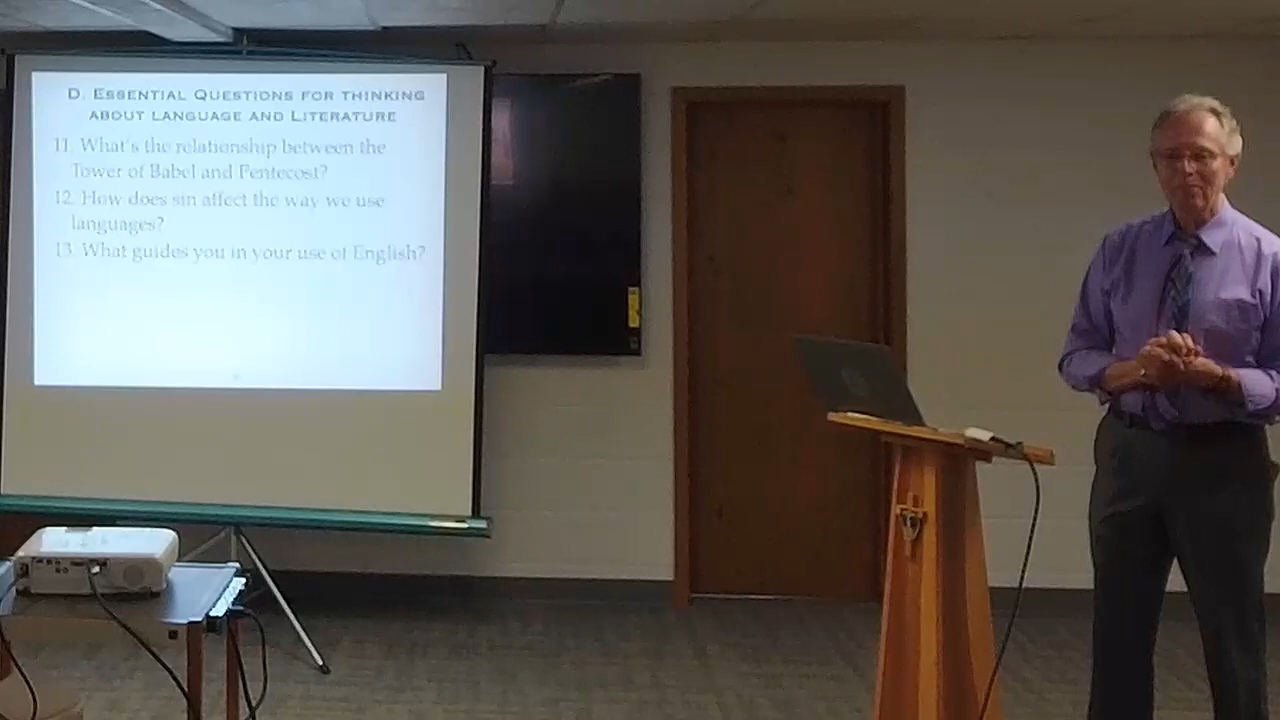 D. Essential Questions for thinking
about language and Literature
11. What's the relationship between the
Tower of Babel and Pentecost?
12. How does sin affect the way we use
languages?
13. What guides you in your use of English?